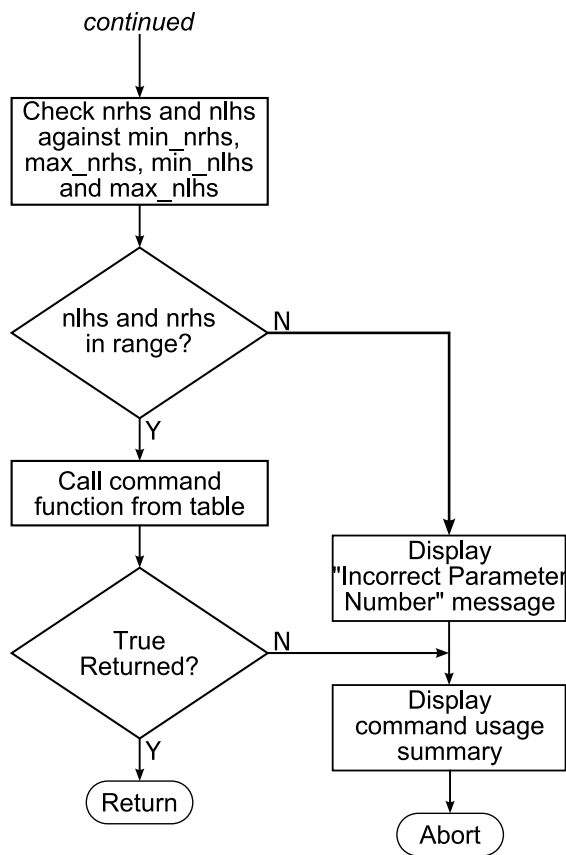 continued
Check nrhs and nlhs
against min_nrhs,
max_nrhs, min_nlhs
and max_nlhs
nlhs and nrhs
in range?
N
Y
Call command
function from table
Display
"Incorrect Parameter
Number" message
True
Returned?
N
Y
Display
command usage
summary
Return
Abort